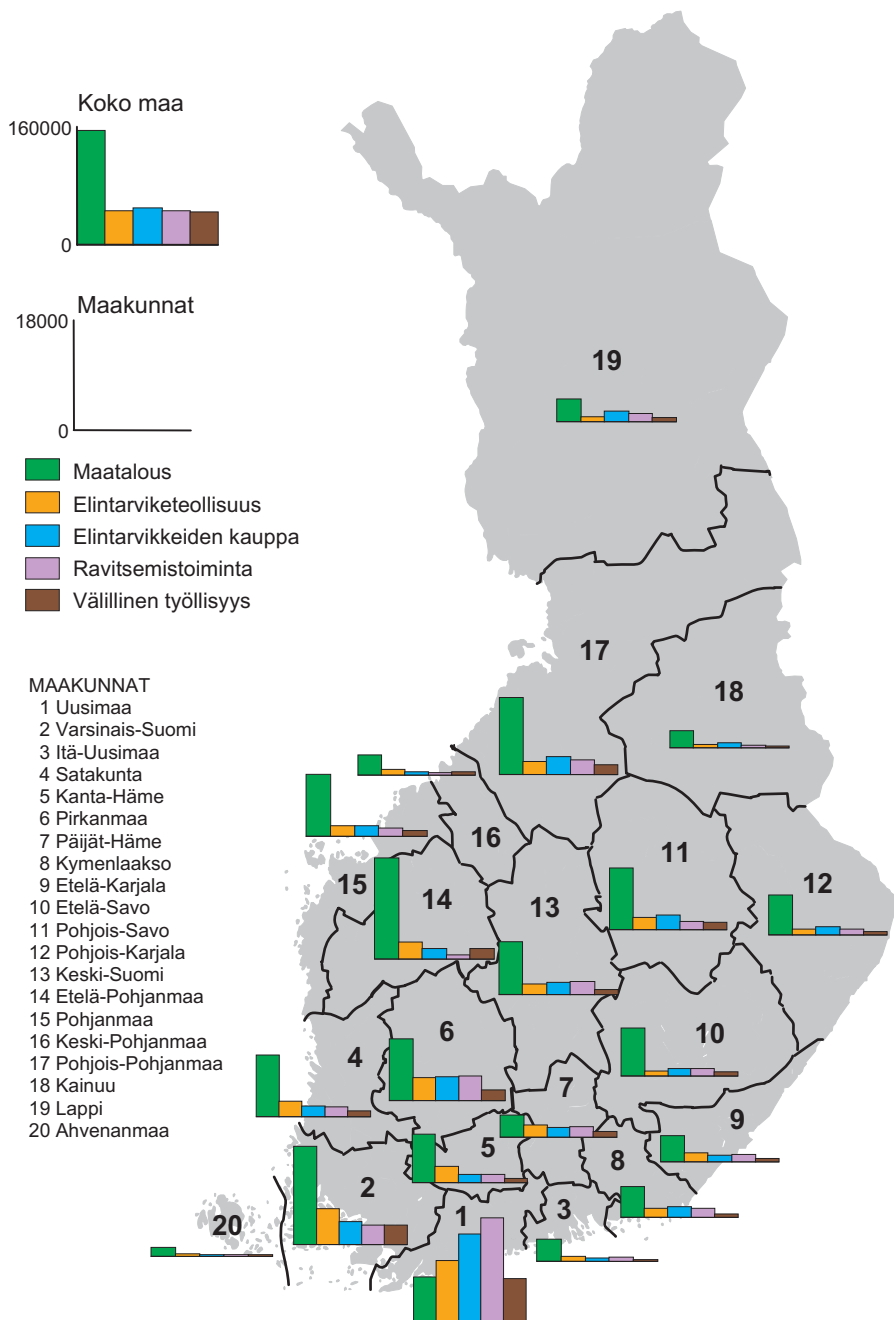 Koko maa
160000
0
Maakunnat
18000
0
Maatalous
Elintarviketeollisuus
Elintarvikkeiden kauppa
Ravitsemistoiminta
Välillinen työllisyys
MAAKUNNAT
1 Uusimaa
2 Varsinais-Suomi
3 Itä-Uusimaa
4 Satakunta
5 Kanta-Häme
6 Pirkanmaa
7 Päijät-Häme
8 Kymenlaakso
9 Etelä-Karjala
10 Etelä-Savo
11 Pohjois-Savo
12 Pohjois-Karjala
13 Keski-Suomi
14 Etelä-Pohjanmaa
15 Pohjanmaa
16 Keski-Pohjanmaa
17 Pohjois-Pohjanmaa
18 Kainuu
19 Lappi
20 Ahvenanmaa
19
17
18
16
11
15
14
13
12
6
10
4
7
9
5
8
2
3
20
1